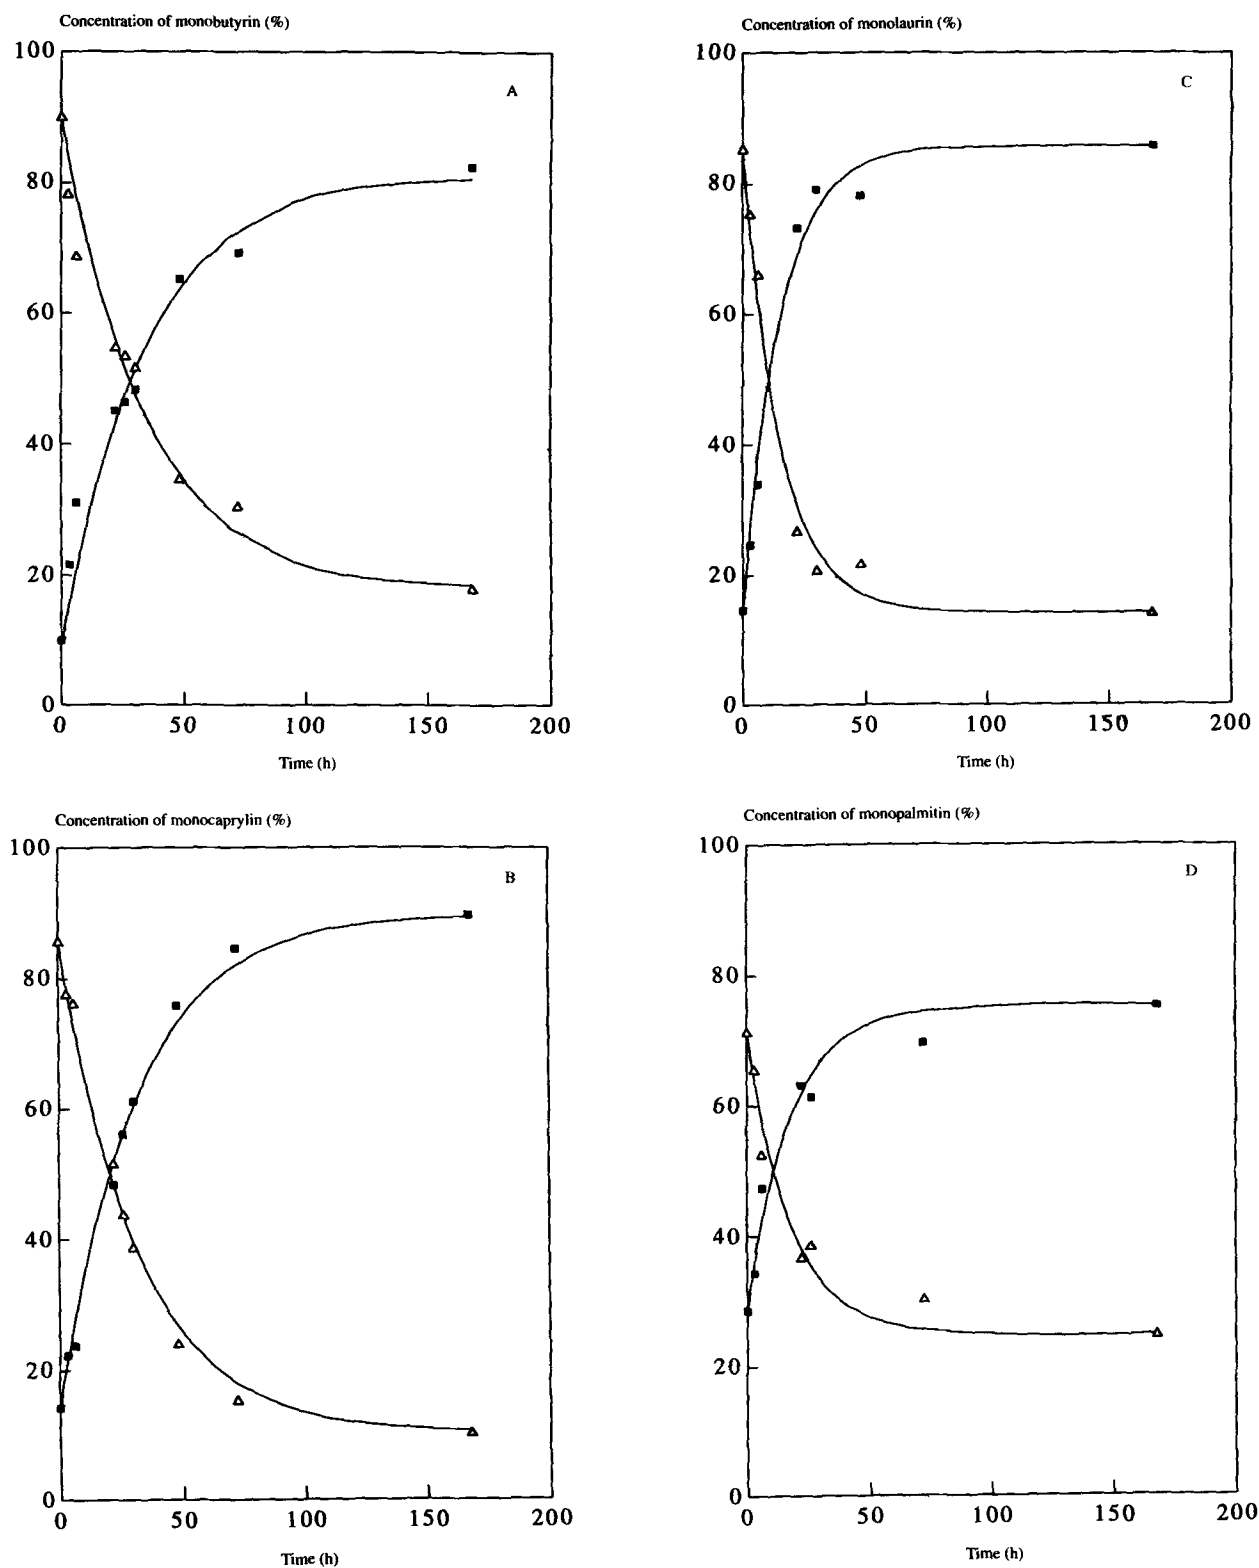 Concentration of monobutyrin (%)
100
80
60
40
20
0
A
0 50 100 150 200
Time (h)
Concentration of monolaurin (%)
100
80
60
40
20
0
C
0 50 100 150 200
Time (h)
Concentration of monocaprylin (%)
100
80
60
40
20
0
B
0 50 100 150 200
Time (h)
Concentration of monopalmitin (%)
100
80
60
40
20
0
D
0 50 100 150 200
Time (h)